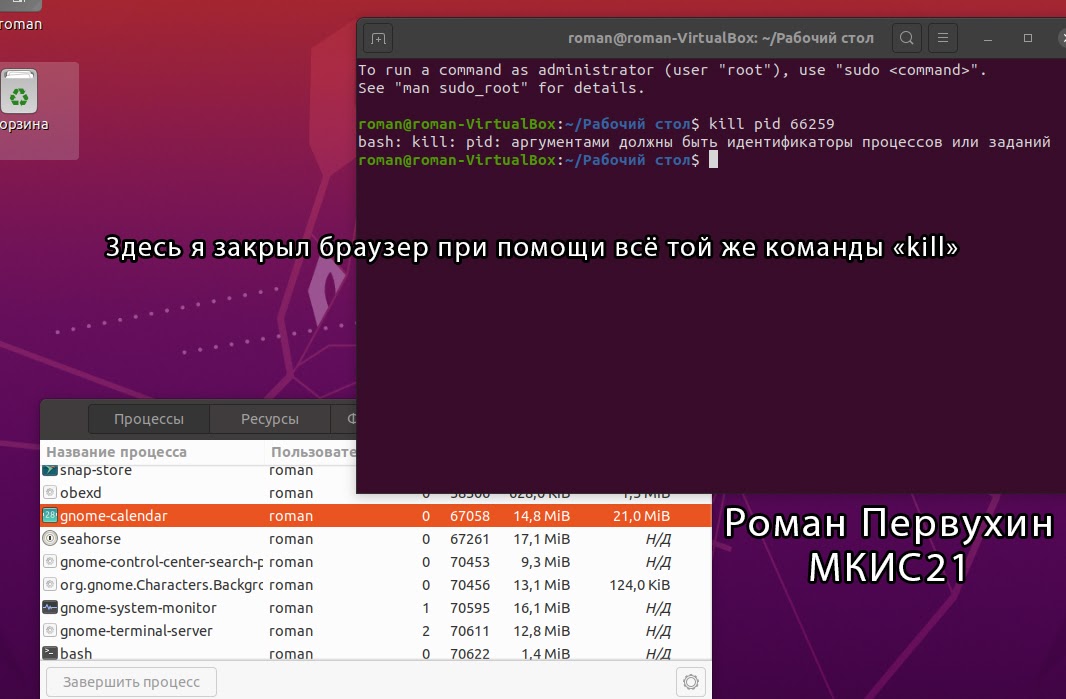 roman
орзина
roman@roman-VirtualBox: ~/Рабочий стол
To run a command as administrator (user "root"), use "sudo <command>".
See "man sudo_root" for details.
roman@roman-VirtualBox:~/Рабочий стол$ kill pid 66259
bash: kill: pid: аргументами должны быть идентификаторы процессов или заданий
roman@roman-VirtualBox:~/Рабочий стол$
Здесь я закрыл браузер при помощи всё той же команды «kill»
Процессы Ресурсы Ф
Название процесса Пользовате
snap-store roman
obexd roman 0 58500 628,0 KiB 1,5 MiB
28 gnome-calendar roman 0 67058 14,8 MiB 21,0 MiB
seahorse roman 0 67261 17,1 MiB Н/Д
gnome-control-center-search-p roman 0 70453 9,3 MiB Н/Д
org.gnome.Characters.Backgro roman 0 70456 13,1 MiB 124,0 KiB
gnome-system-monitor roman 1 70595 16,1 MiB Н/Д
gnome-terminal-server roman 2 70611 12,8 MiB Н/Д
bash roman 0 70622 1,4 MiB Н/Д
Завершить процесс
Роман Первухин
МКИС21